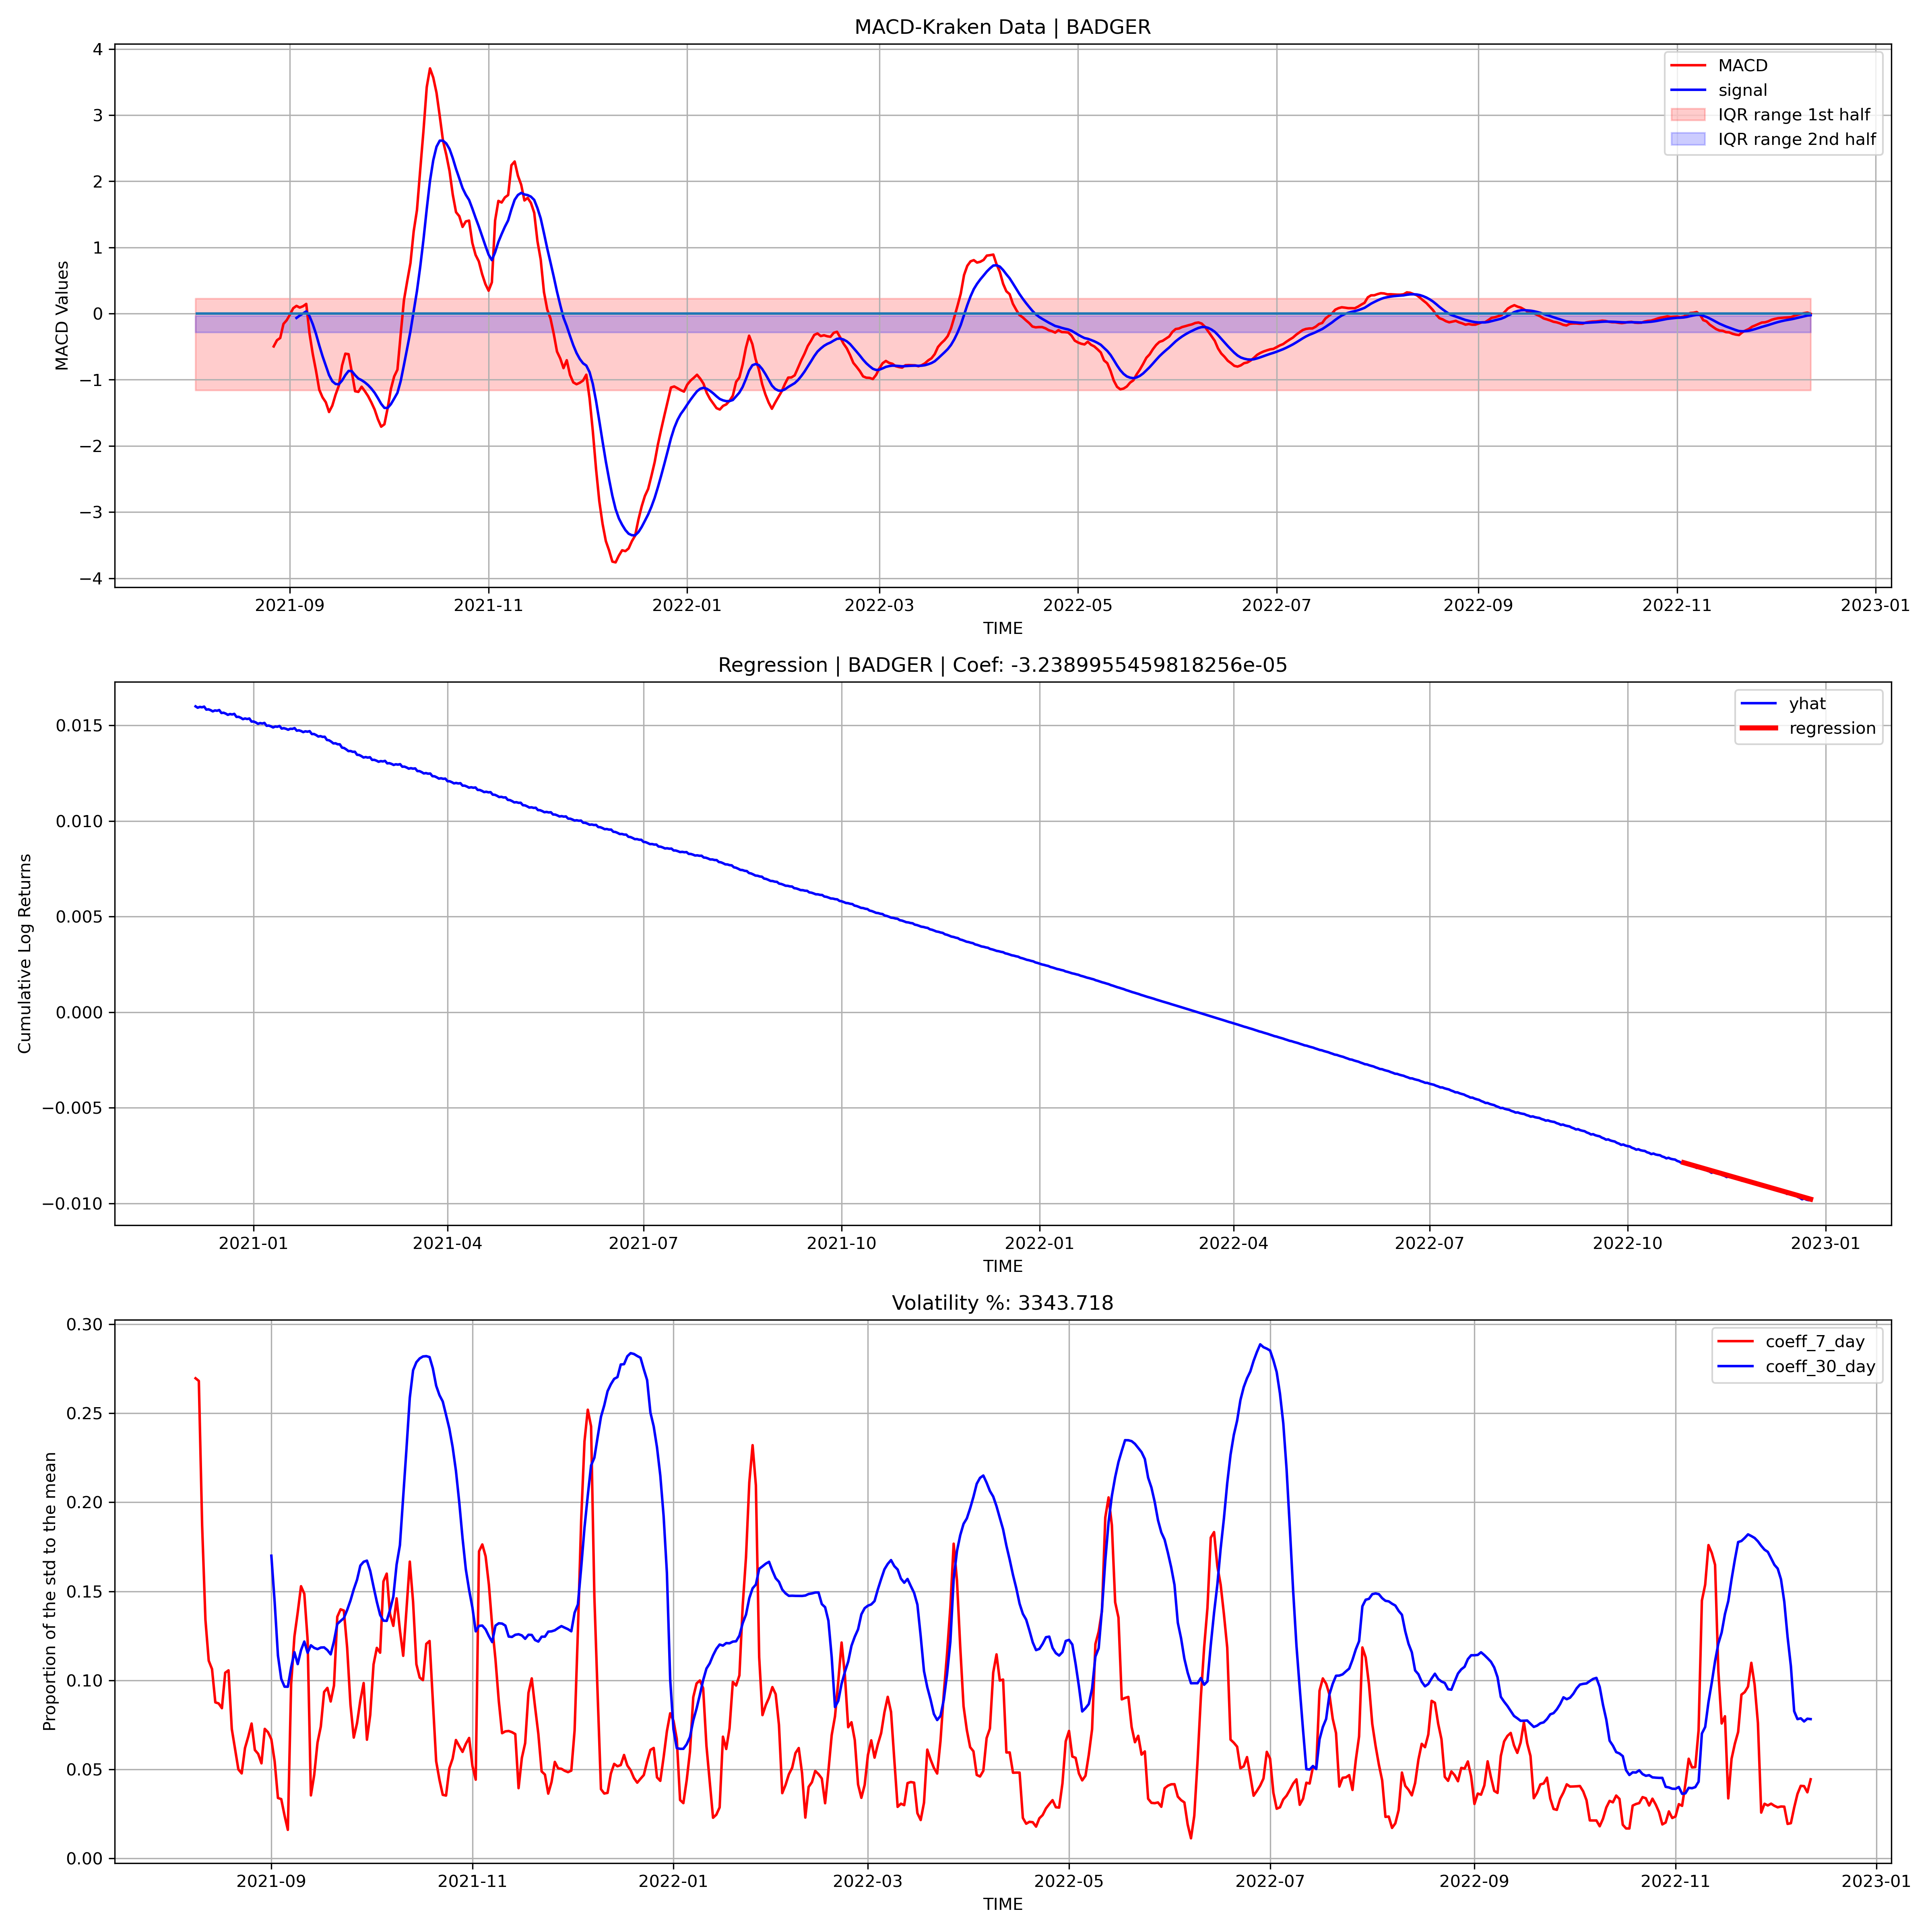 MACD-Kraken Data | BADGER
MACD Values
4
3
2
1
0
−1
−2
−3
−4
MACD
signal
IQR range 1st half
IQR range 2nd half
2021-09 2021-11 2022-01 2022-03 2022-05 2022-07 2022-09 2022-11 2023-01
TIME
Regression | BADGER | Coef: -3.2389955459818256e-05
Cumulative Log Returns
0.015
0.010
0.005
0.000
−0.005
−0.010
yhat
regression
2021-01 2021-04 2021-07 2021-10 2022-01 2022-04 2022-07 2022-10 2023-01
TIME
Volatility %: 3343.718
Proportion of the std to the mean
0.30
0.25
0.20
0.15
0.10
0.05
0.00
coeff_7_day
coeff_30_day
2021-09 2021-11 2022-01 2022-03 2022-05 2022-07 2022-09 2022-11 2023-01
TIME